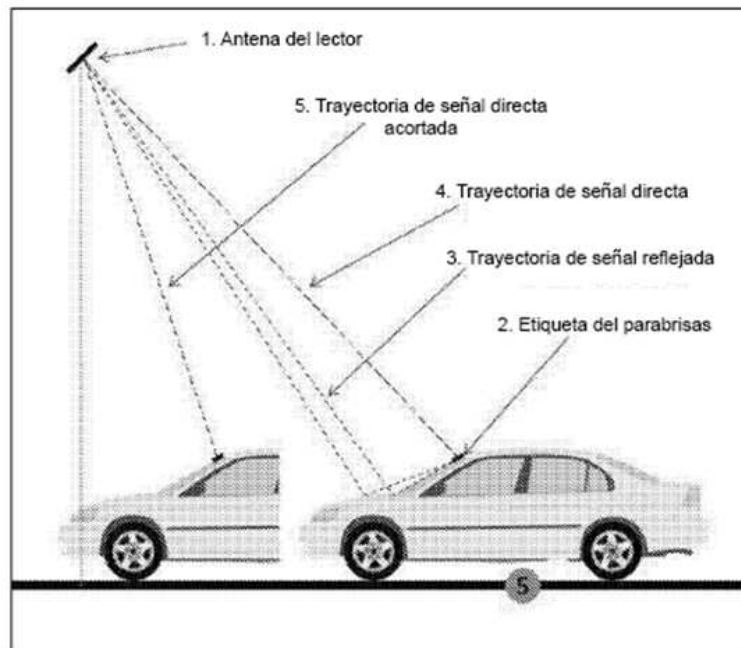 1. Antena del lector
5. Trayectoria de señal directa
acortada
4. Trayectoria de señal directa
3. Trayectoria de señal reflejada
2. Etiqueta del parabrisas
5